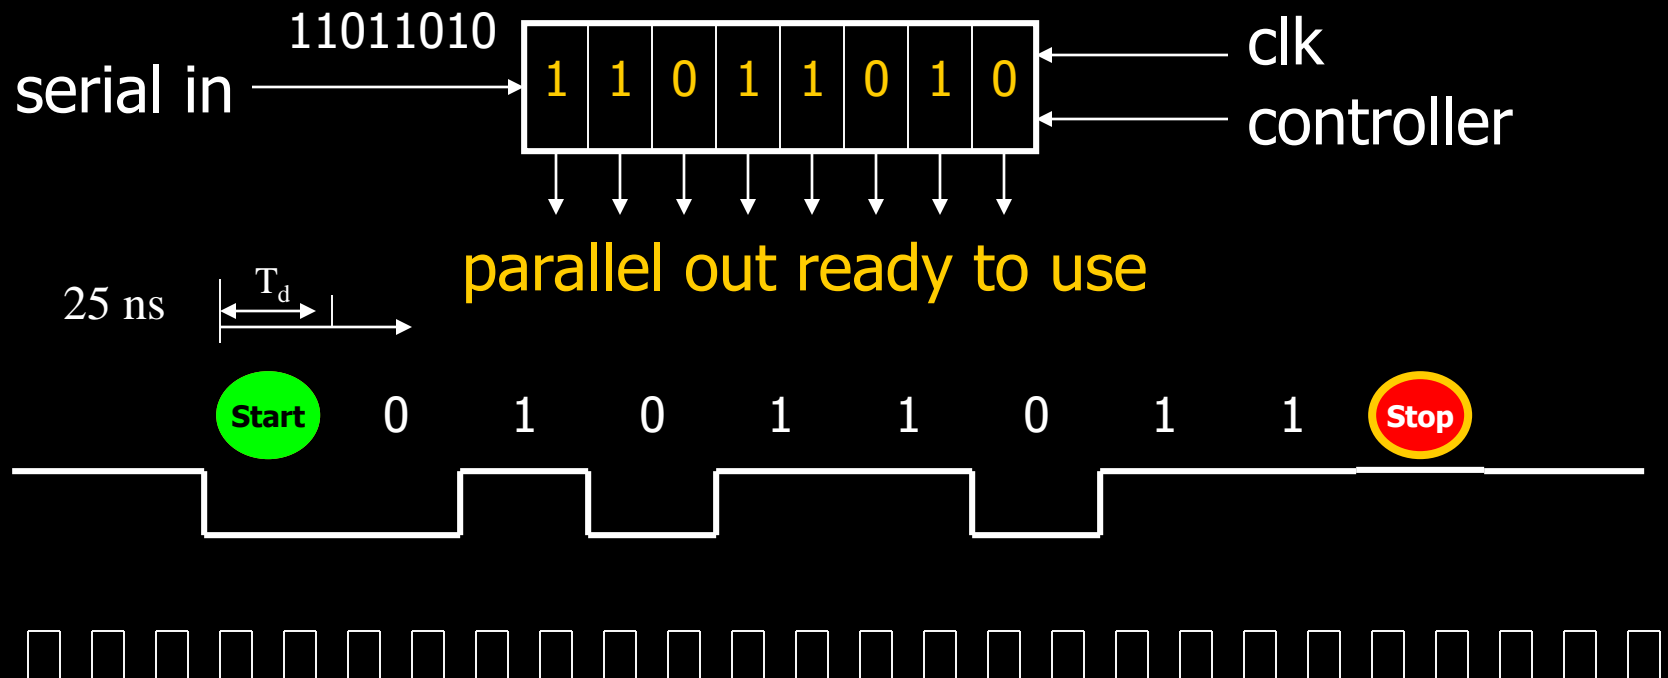 11011010
serial in
1 1 0 1 1 0 1 0
clk
controller
parallel out ready to use
25 ns
Td
Start 0 1 0 1 1 0 1 1 Stop